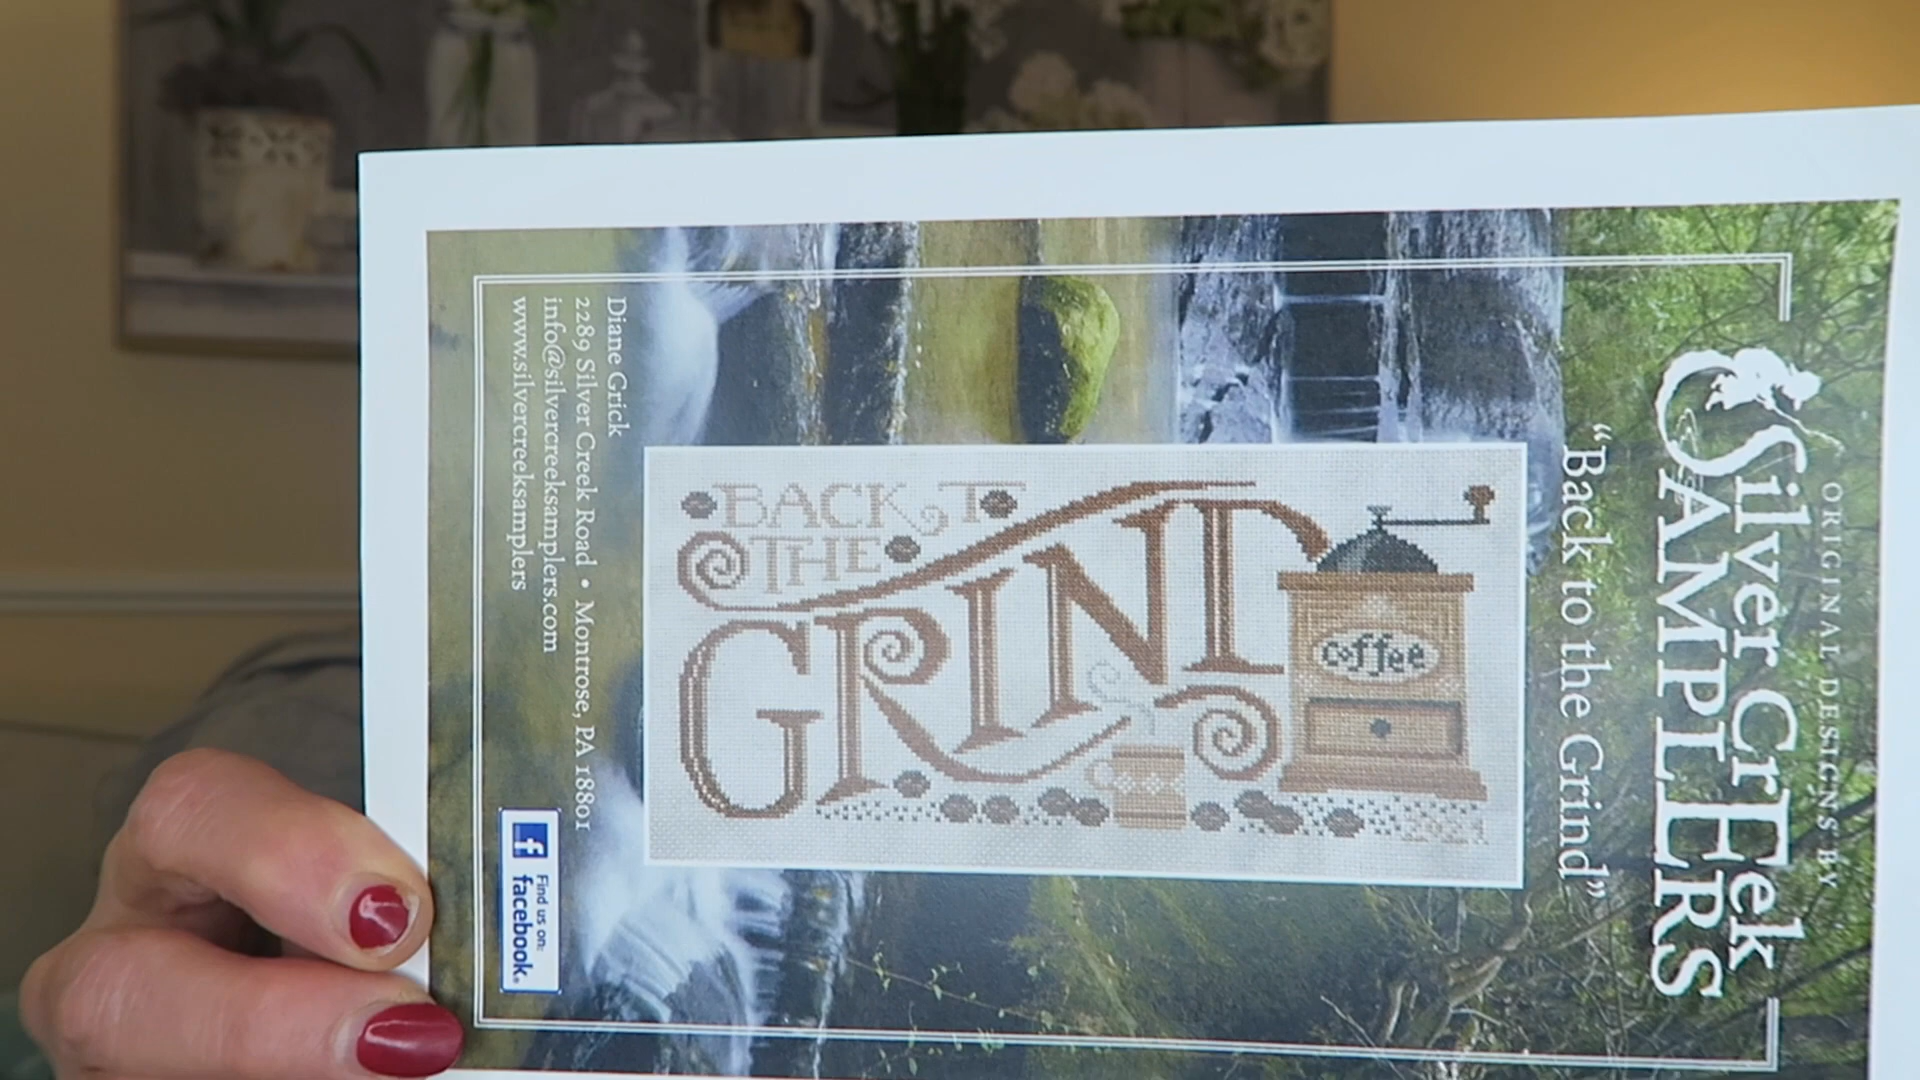 ORIGINAL DESIGNS BY
Silver Creek
SAMPLERS
"Back to the Grind"
BACK TO
THE
GRIND
coffee
2021
Diane Grick
2289 Silver Creek Road • Montrose, PA 18801
info@silvercreeksamplers.com
www.silvercreeksamplers
Find us on:
facebook.